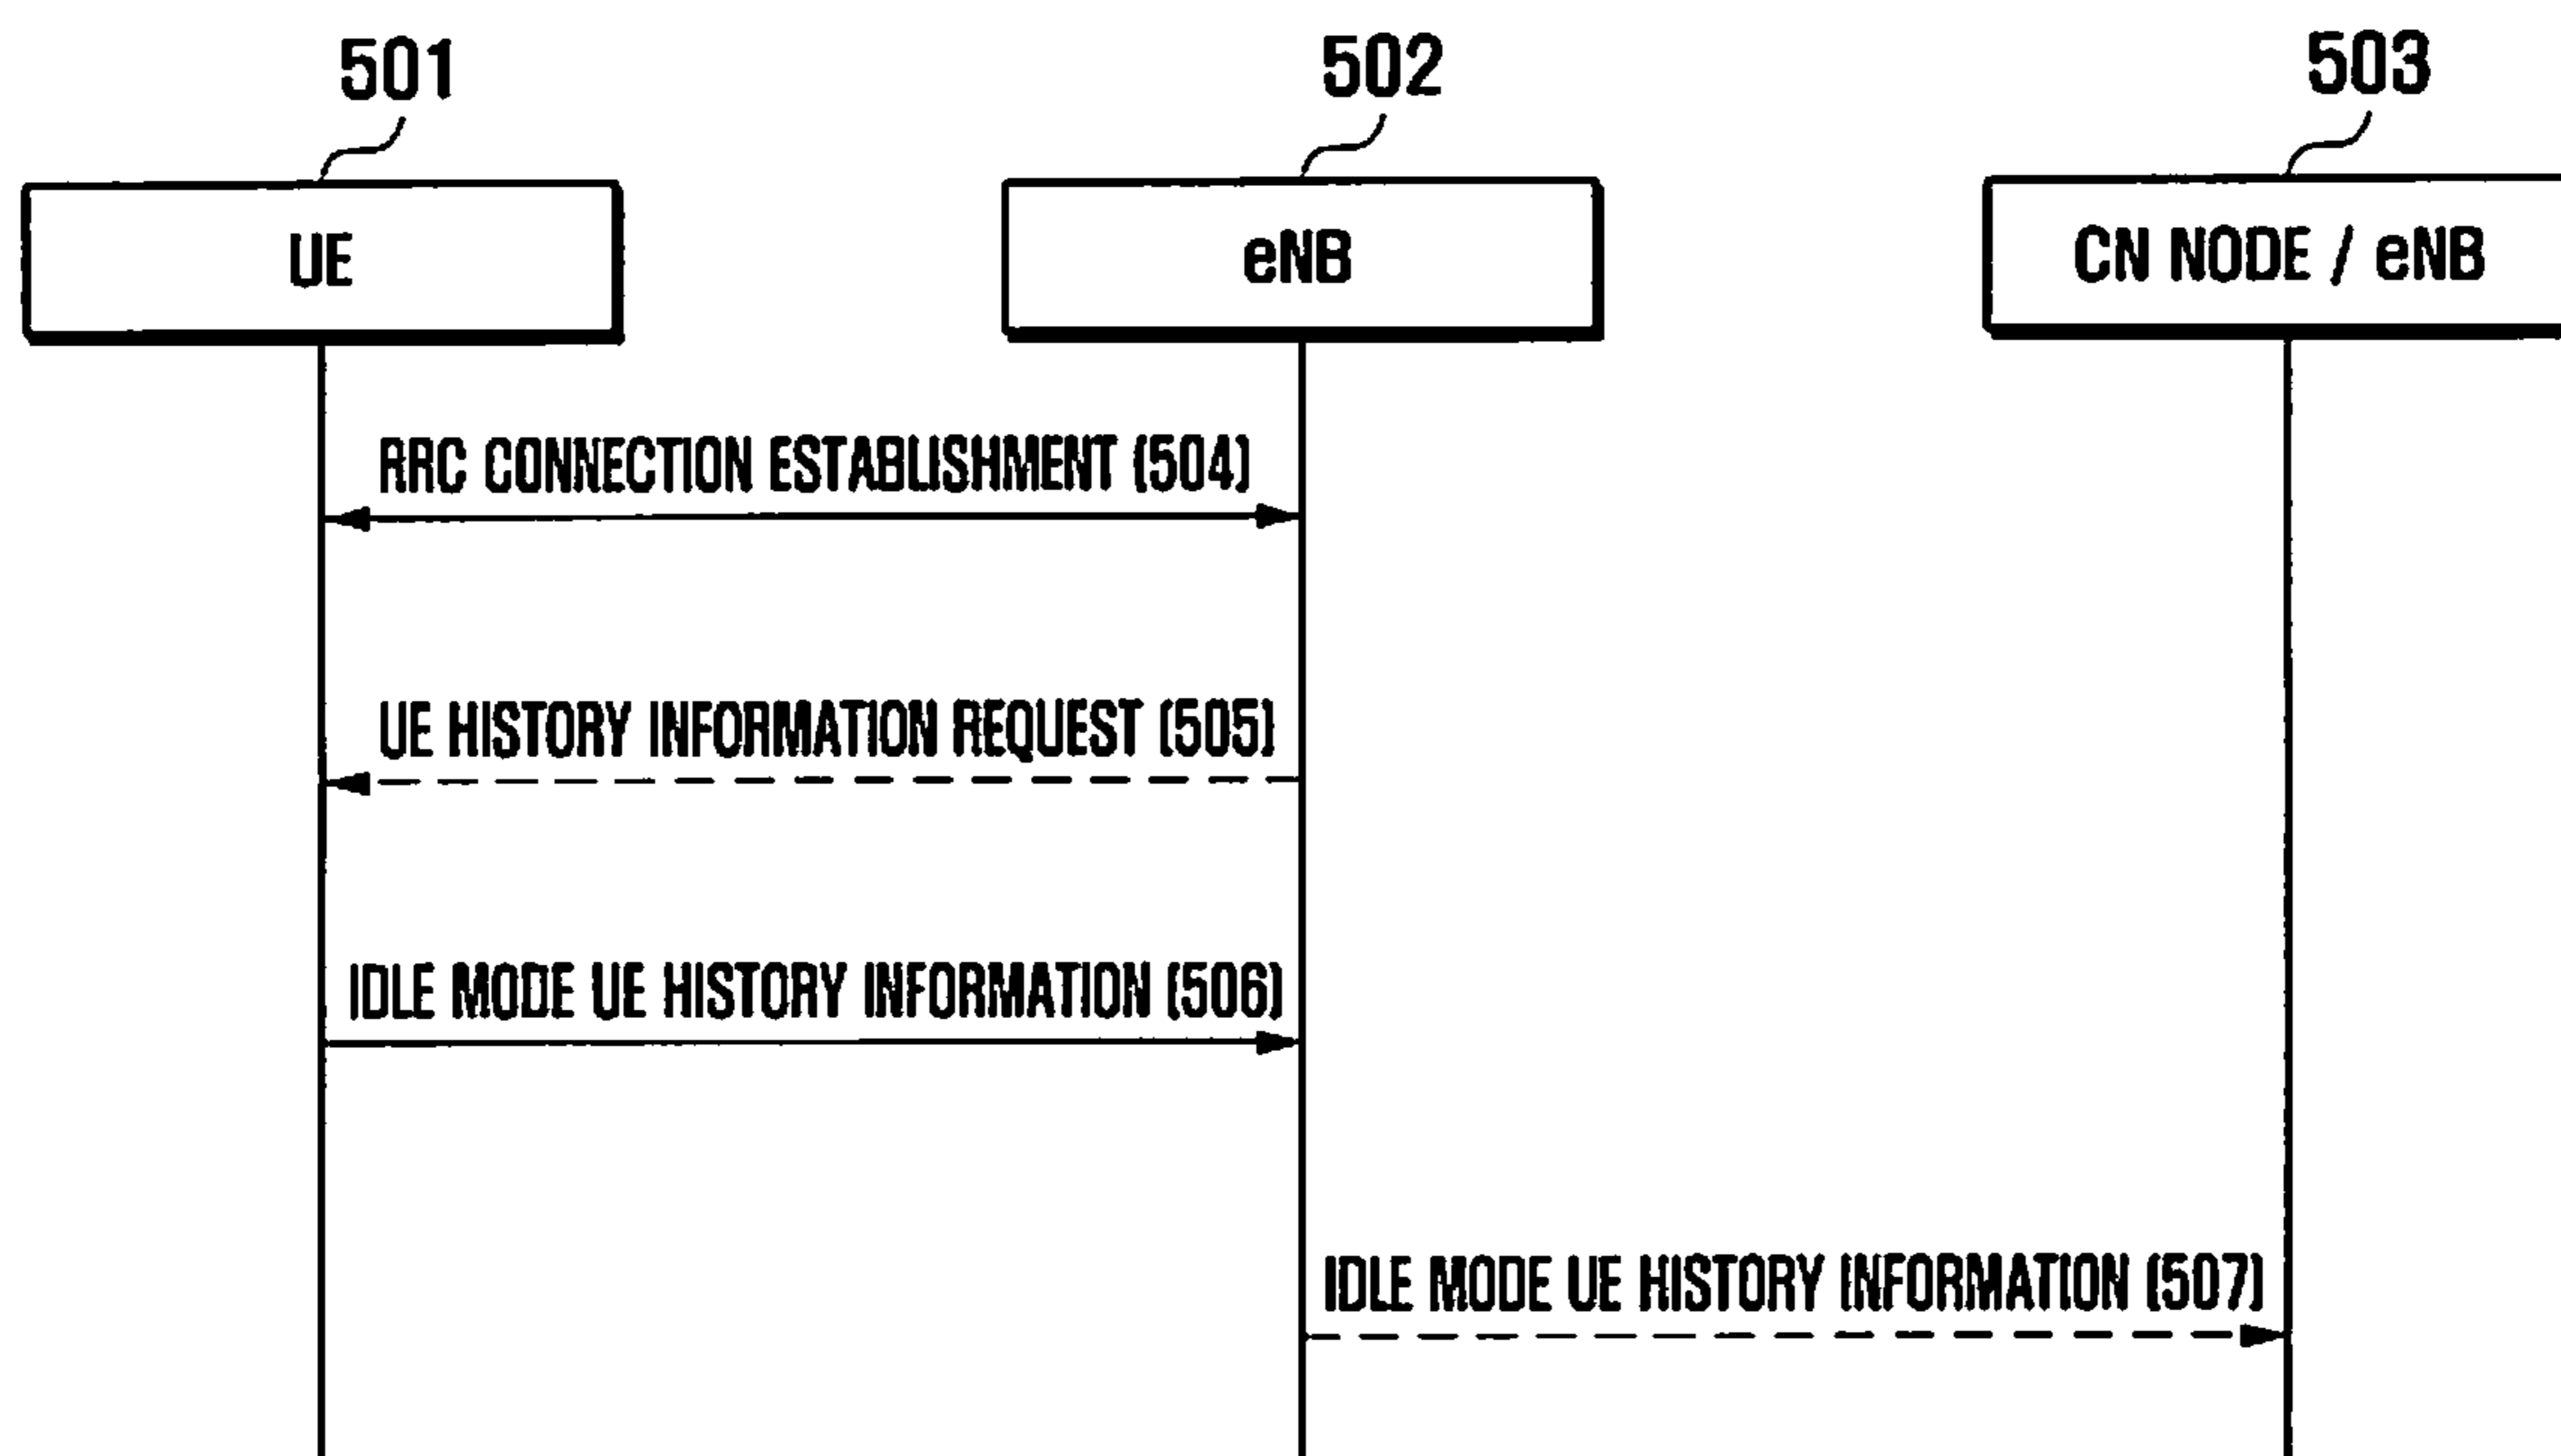 501
502
503
UE
eNB
CN NODE / eNB
RRC CONNECTION ESTABLISHMENT (504)
UE HISTORY INFORMATION REQUEST (505)
IDLE MODE UE HISTORY INFORMATION (506)
IDLE MODE UE HISTORY INFORMATION (507)